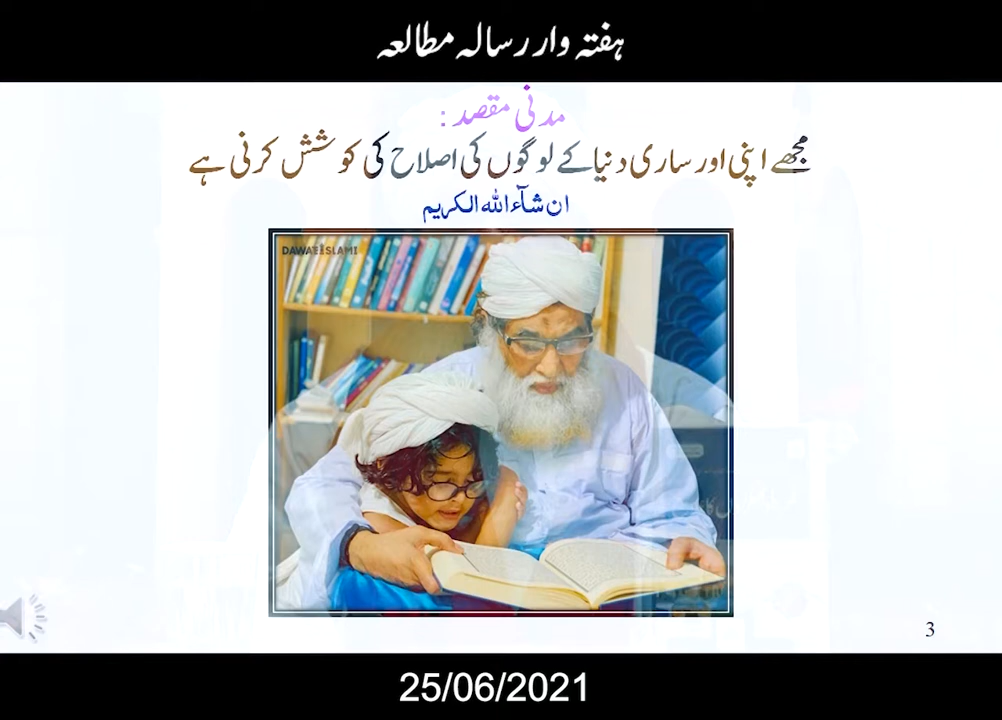 ہفتہ وار رسالہ مطالعہ
مدنی مقصد :
مجھے اپنی اور ساری دنیا کے لوگوں کی اصلاح کی کوشش کرنی ہے
ان شآء اللہ الکریم
DAWATEISLAMI
3
25/06/2021